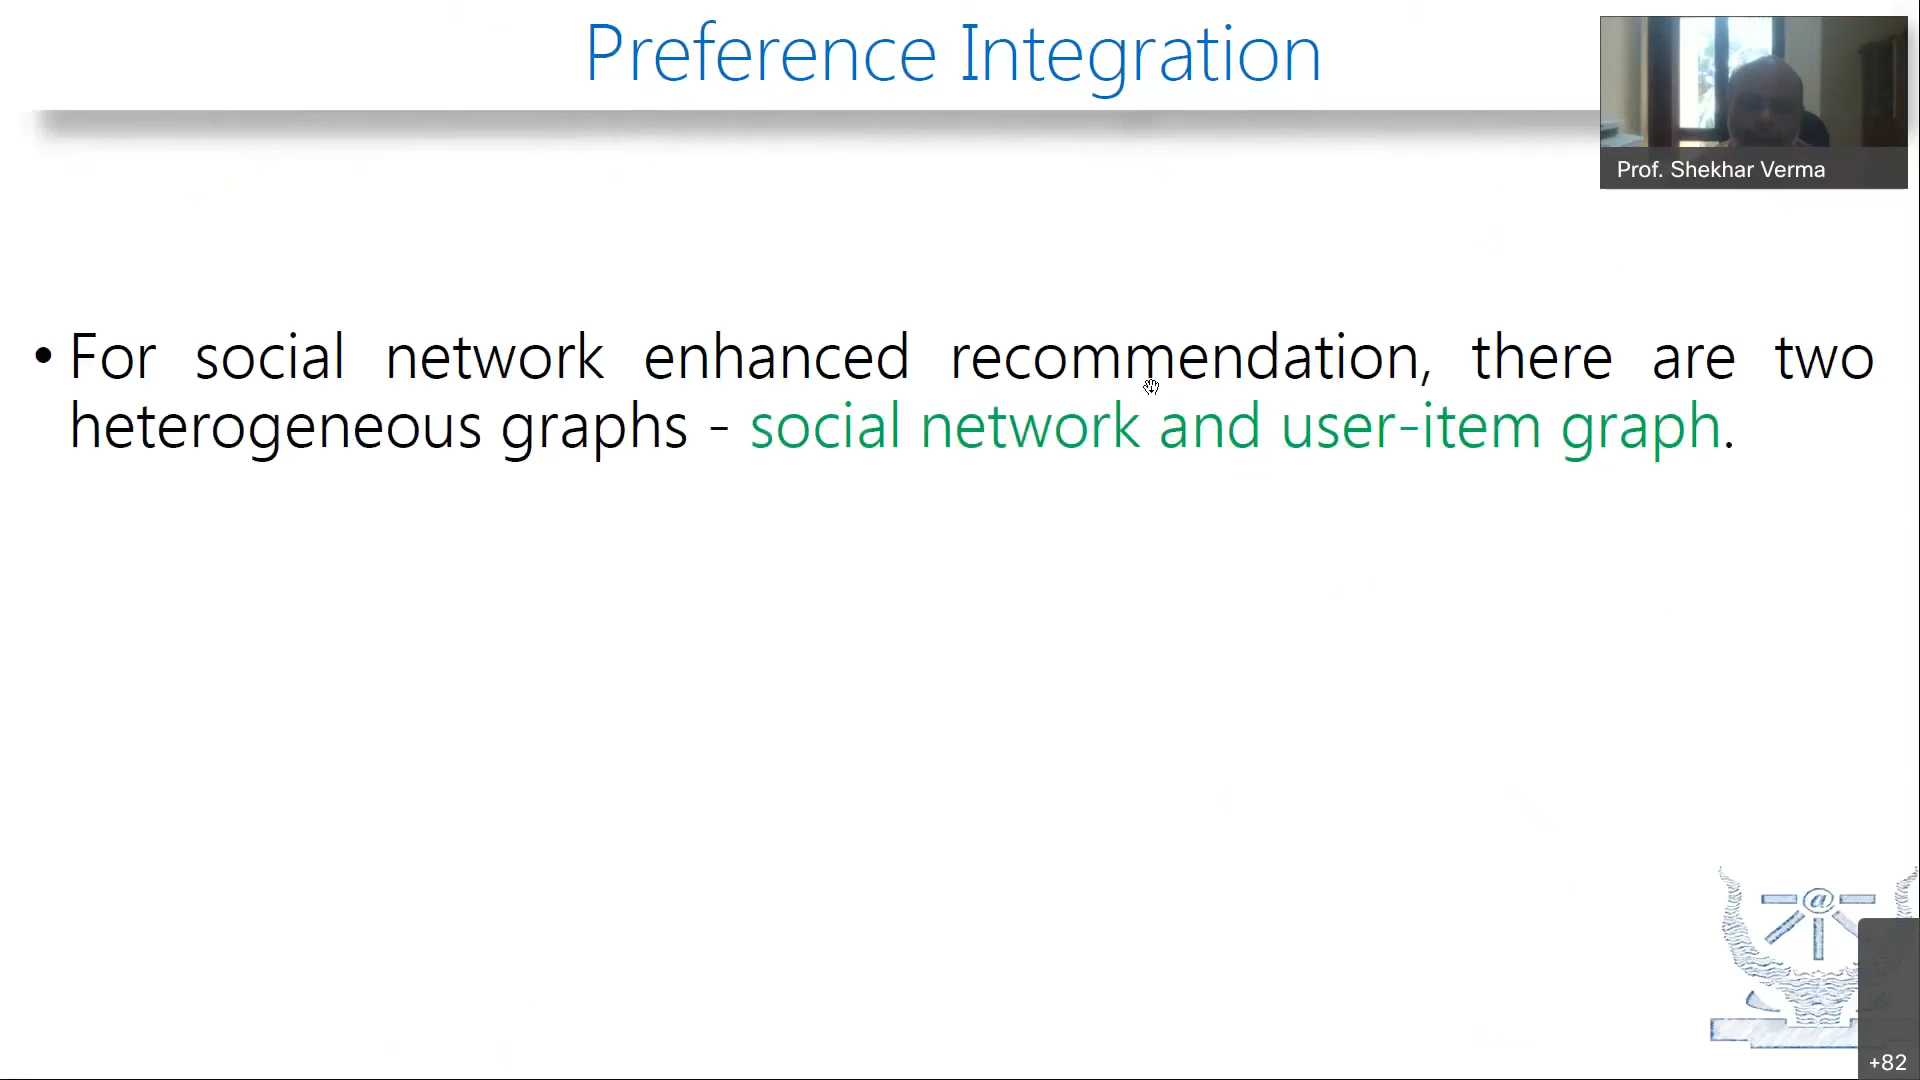 Preference Integration
Prof. Shekhar Verma
• For social network enhanced recommendation, there are two
heterogeneous graphs - social network and user-item graph.
@
+82